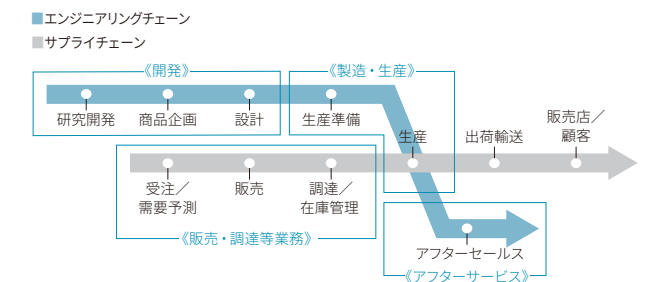 エンジニアリングチェーン
サプライチェーン
《開発》
《製造・生産》
研究開発
商品企画
設計
生産準備
生産
出荷輸送
販売店／
顧客
受注／
需要予測
販売
調達／
在庫管理
《販売・調達等業務》
アフターセールス
《アフターサービス》